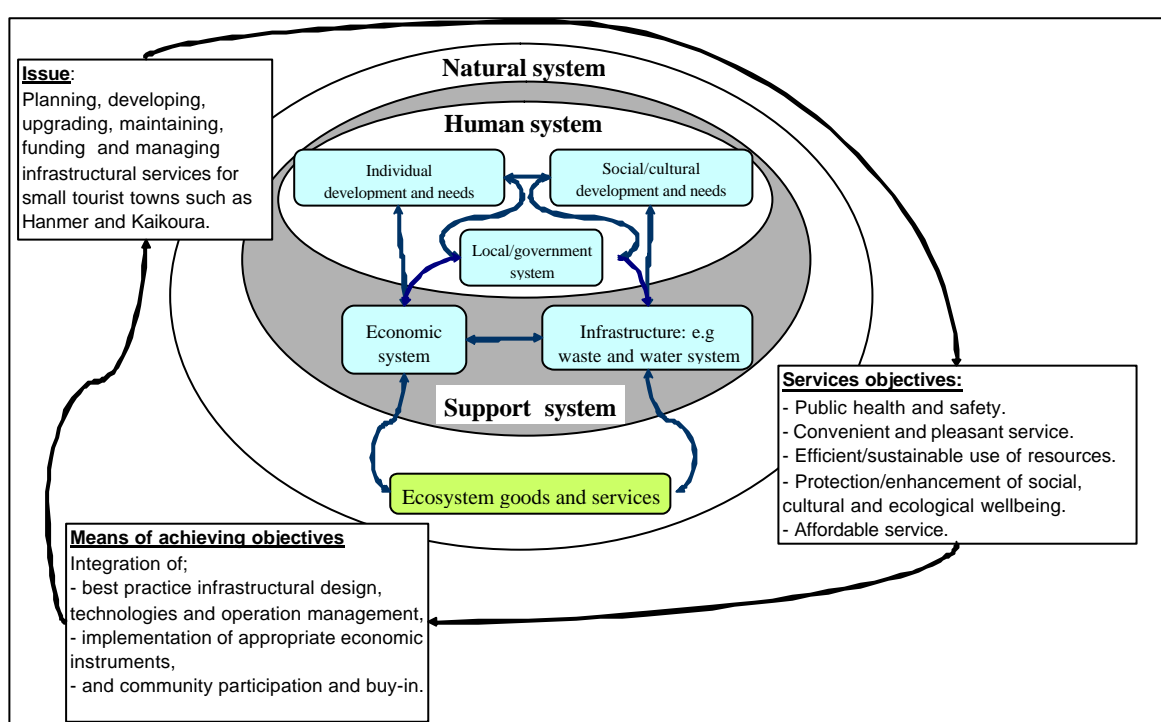 Issue:
Planning, developing,
upgrading, maintaining,
funding and managing
infrastructural services for
small tourist towns such as
Hanmer and Kaikoura.
Natural system
Human system
Individual
development and needs
Social/cultural
development and needs
Local/government
system
Economic
system
Infrastructure: e.g
waste and water system
Support system
Ecosystem goods and services
Services objectives:
- Public health and safety.
- Convenient and pleasant service.
- Efficient/sustainable use of resources.
- Protection/enhancement of social,
cultural and ecological wellbeing.
- Affordable service.
Means of achieving objectives
Integration of;
- best practice infrastructural design,
technologies and operation management,
- implementation of appropriate economic
instruments,
- and community participation and buy-in.